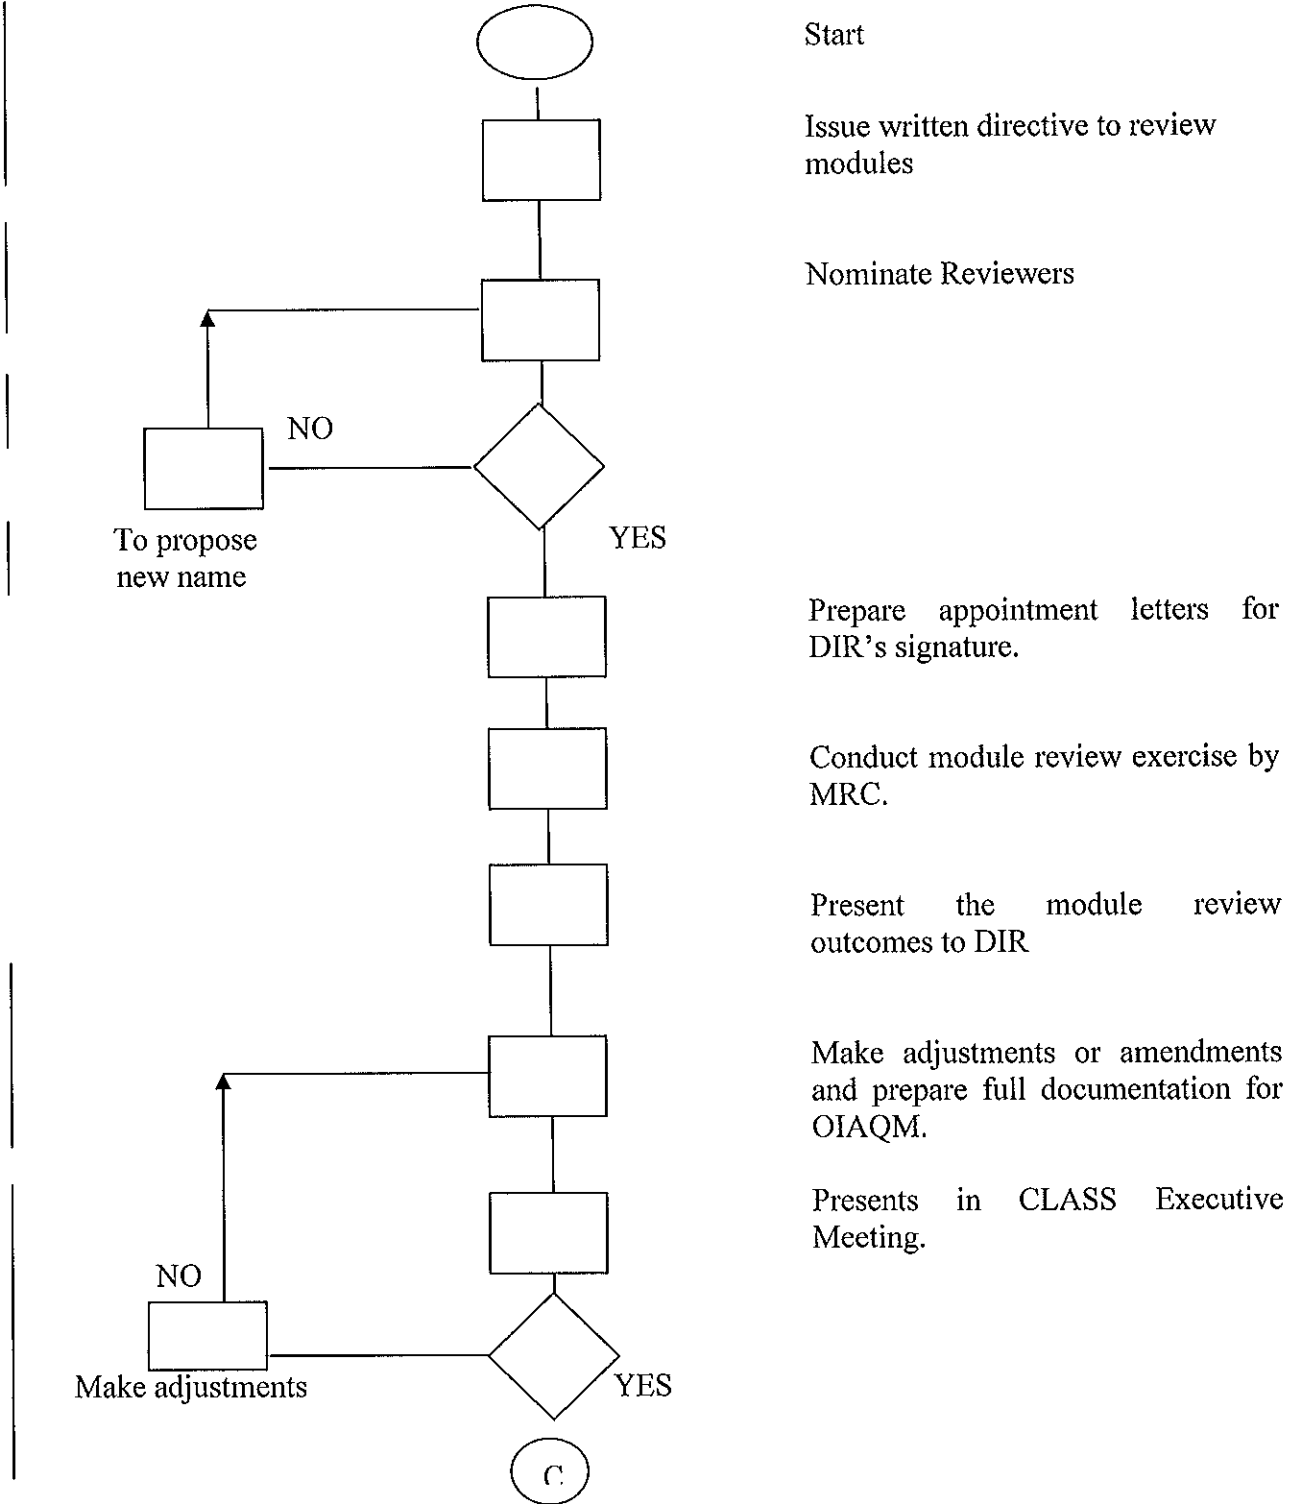 Start
Issue written directive to review
modules
Nominate Reviewers
NO
To propose
new name
YES
Prepare appointment letters for
DIR’s signature.
Conduct module review exercise by
MRC.
Present the module review
outcomes to DIR
Make adjustments or amendments
and prepare full documentation for
OIAQM.
Presents in CLASS Executive
Meeting.
NO
Make adjustments
YES
C